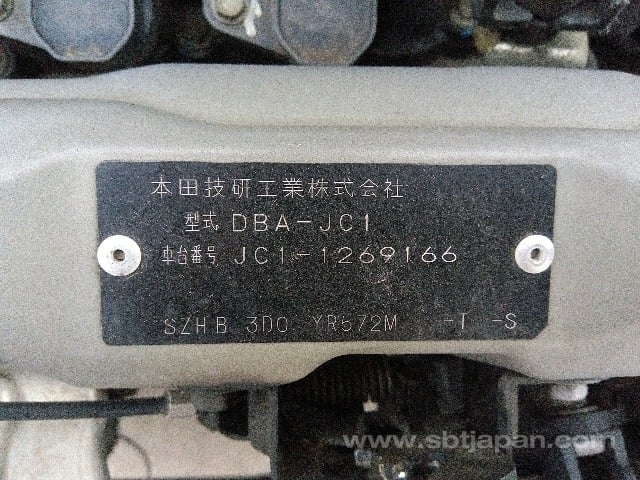 本田技研工業株式会社
型式 DBA-JC1
車台番号 JC1-1269166
SZHB 3D0 YR572M -T -S
www.sbtjapan.com